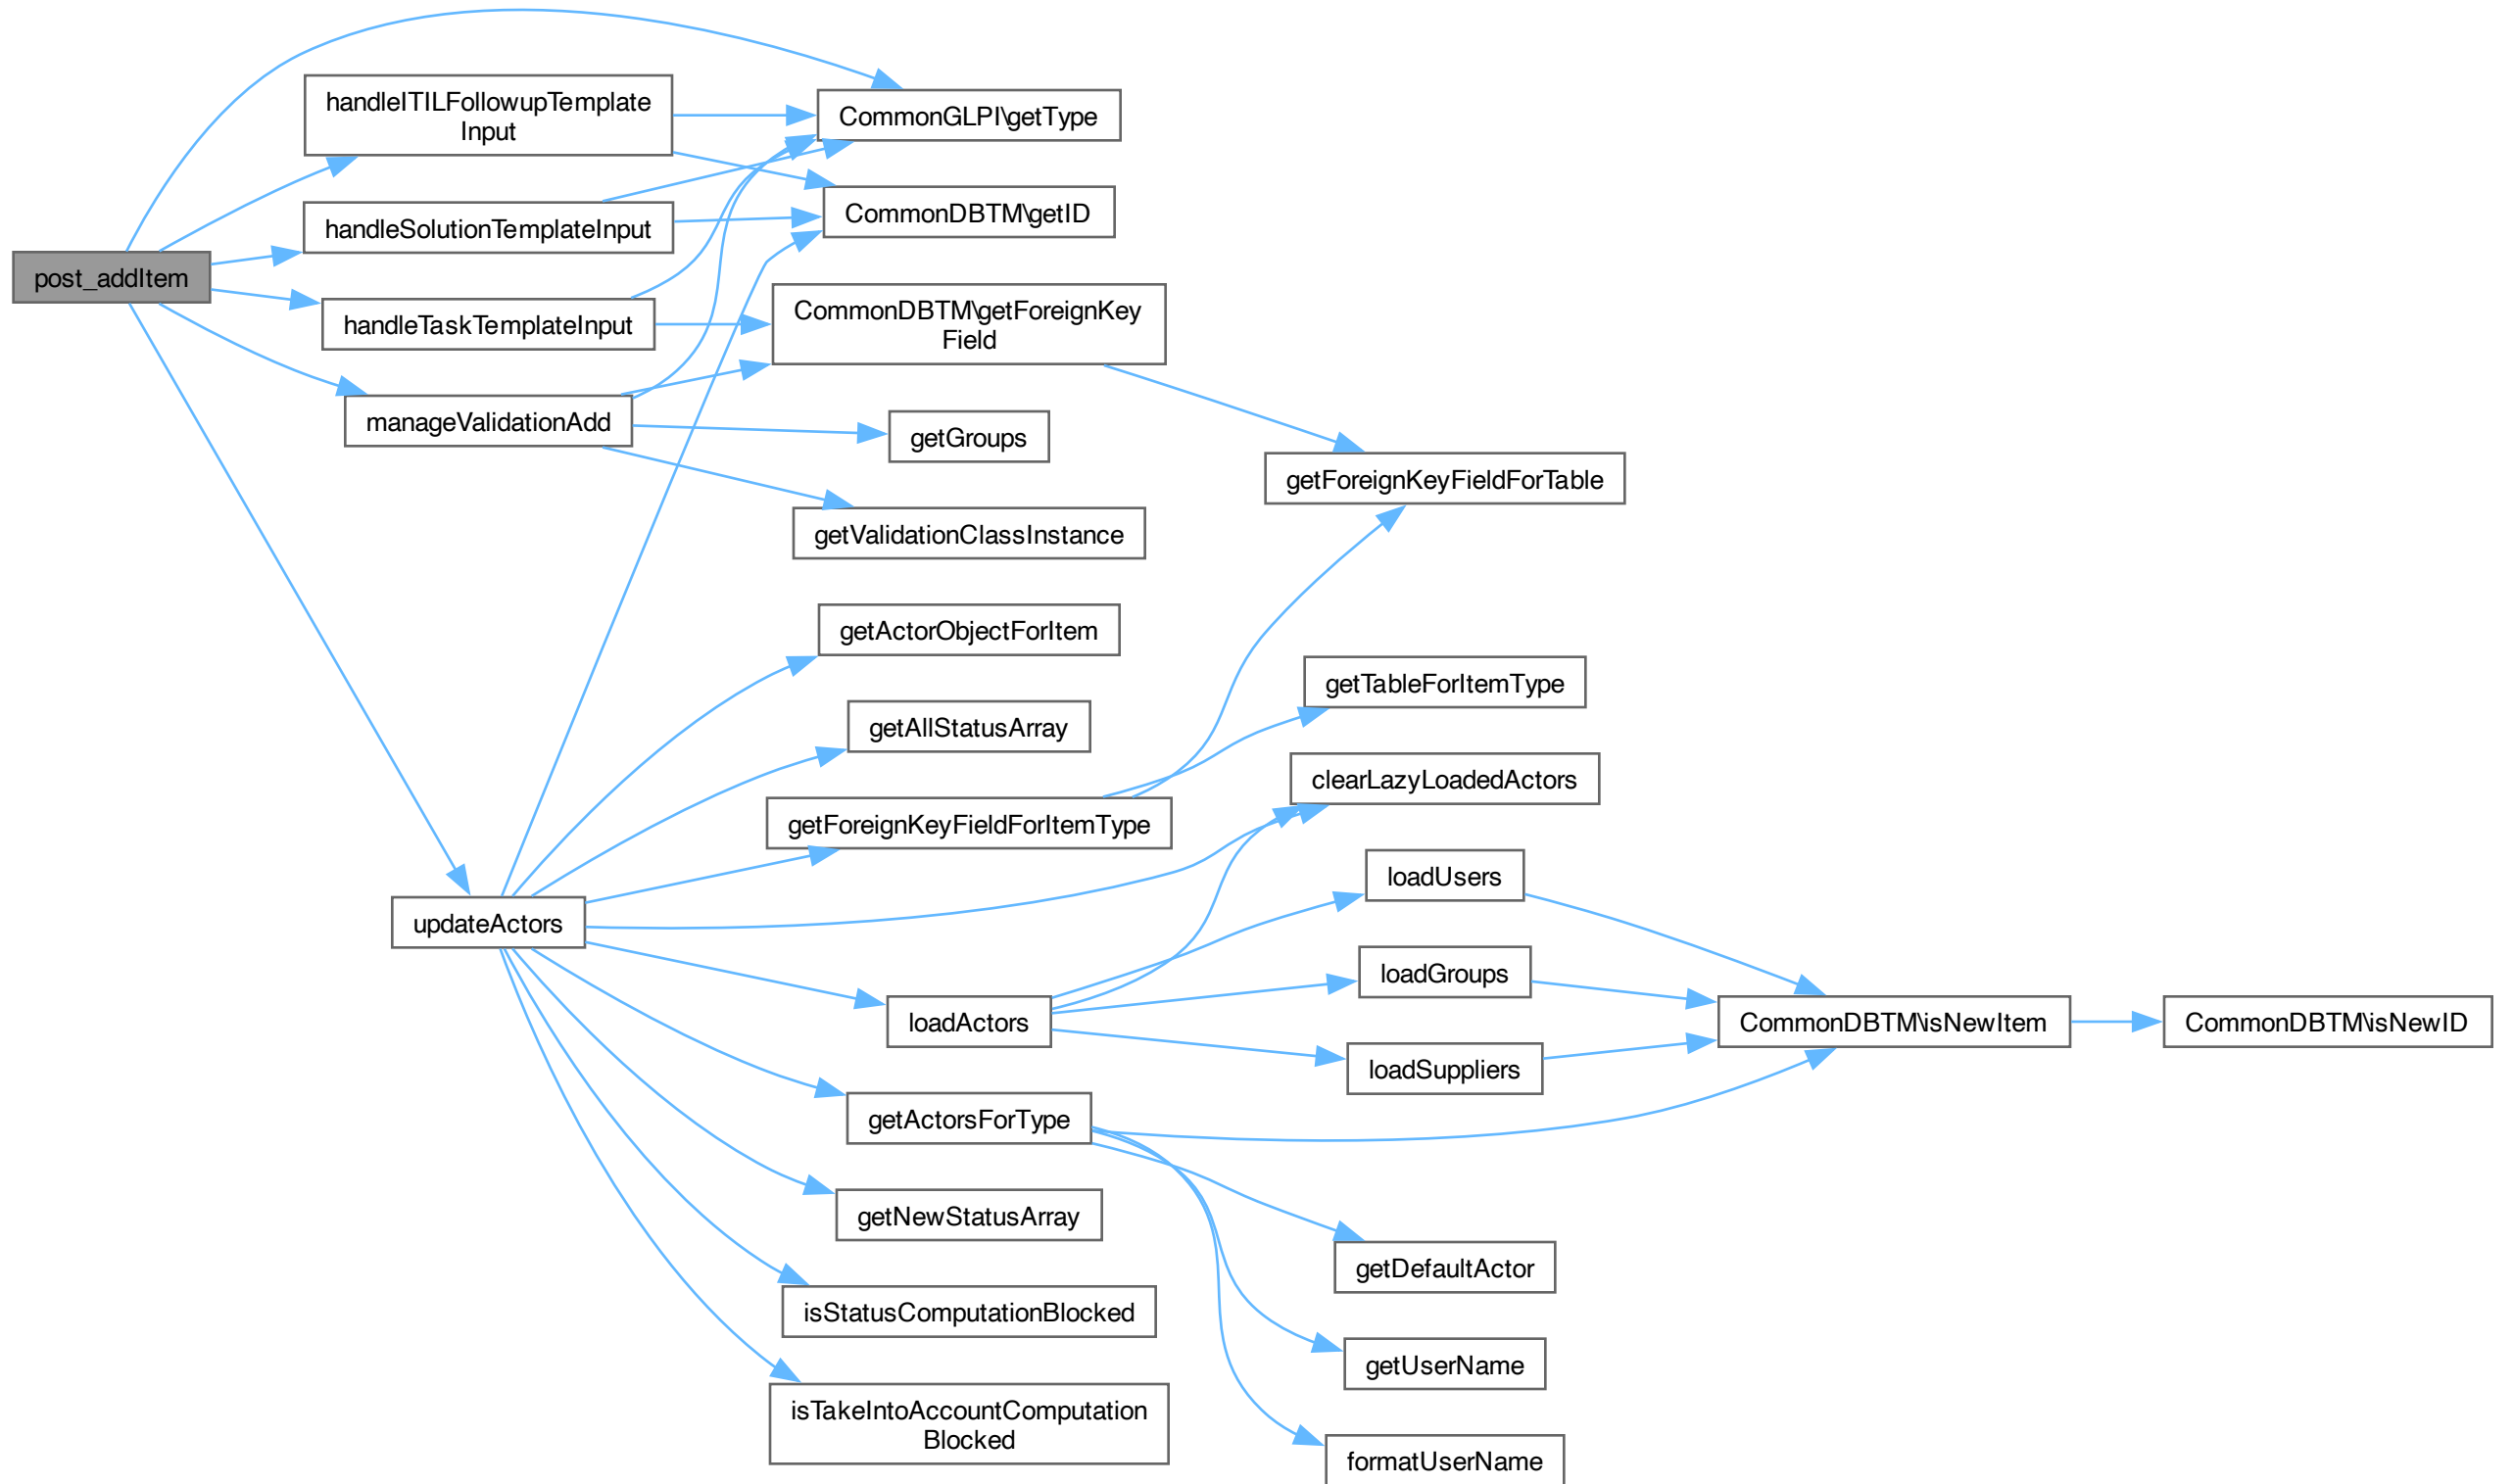 post_addItem
handleITILFollowupTemplate
Input
handleSolutionTemplateInput
handleTaskTemplateInput
manageValidationAdd
updateActors
CommonGLPI\getType
CommonDBTM\getID
CommonDBTM\getForeignKey
Field
getGroups
getValidationClassInstance
getActorObjectForItem
getAllStatusArray
getForeignKeyFieldForItemType
loadActors
getActorsForType
getNewStatusArray
isStatusComputationBlocked
isTakeIntoAccountComputation
Blocked
getForeignKeyFieldForTable
getTableForItemType
clearLazyLoadedActors
loadUsers
loadGroups
loadSuppliers
getDefaultActor
getUserName
formatUserName
CommonDBTM\isNewItem
CommonDBTM\isNewID